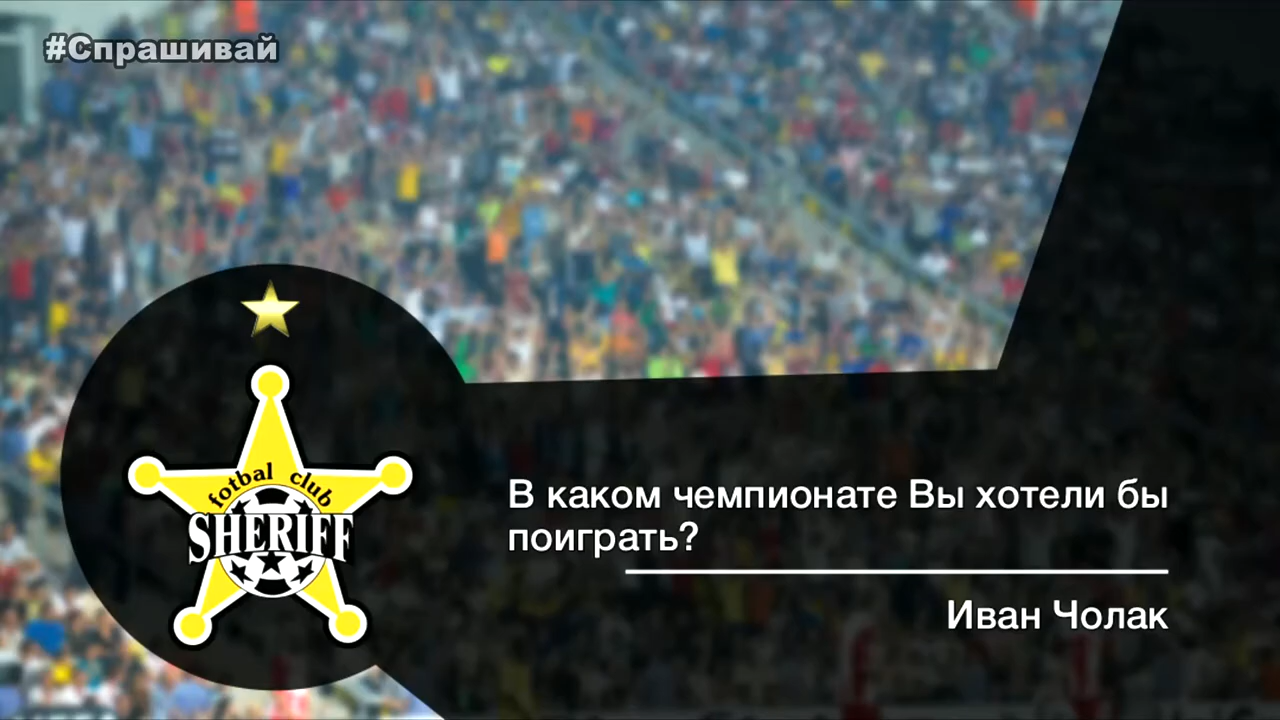 #Спрашивай
fotbal club
SHERIFF
В каком чемпионате Вы хотели бы
поиграть?
Иван Чолак